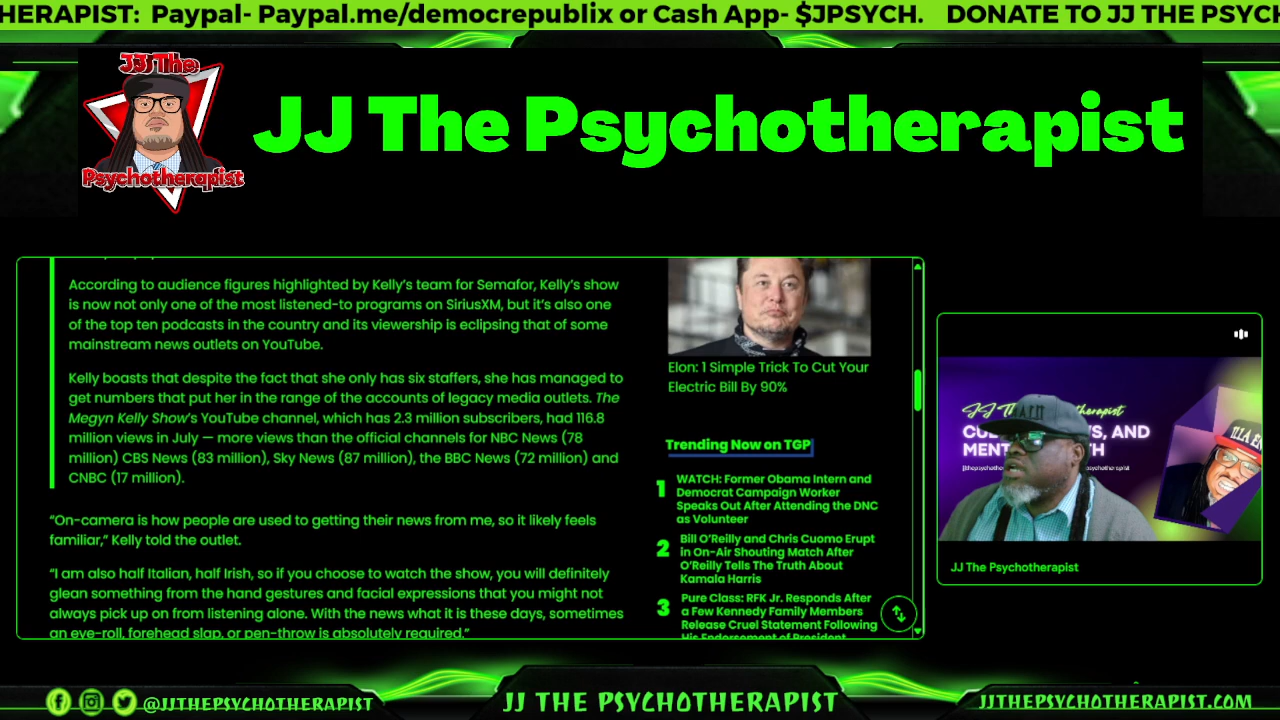 HERAPIST: Paypal- Paypal.me/democrepublix or Cash App- $JPSYCH. DONATE TO JJ THE PSYCH
JJ The
Psychotherapist
JJ The Psychotherapist
According to audience figures highlighted by Kelly's team for Semafor, Kelly's show
is now not only one of the most listened-to programs on SiriusXM, but it's also one
of the top ten podcasts in the country and its viewership is eclipsing that of some
mainstream news outlets on YouTube.
Kelly boasts that despite the fact that she only has six staffers, she has managed to
get numbers that put her in the range of the accounts of legacy media outlets. The
Megyn Kelly Show's YouTube channel, which has 2.3 million subscribers, had 116.8
million views in July — more views than the official channels for NBC News (78
million) CBS News (83 million), Sky News (87 million), the BBC News (72 million) and
CNBC (17 million).
“On-camera is how people are used to getting their news from me, so it likely feels
familiar,” Kelly told the outlet.
“I am also half Italian, half Irish, so if you choose to watch the show, you will definitely
glean something from the hand gestures and facial expressions that you might not
always pick up on from listening alone. With the news what it is these days, sometimes
an eye-roll, forehead slap, or pen-throw is absolutely required.”
Elon: 1 Simple Trick To Cut Your
Electric Bill By 90%
Trending Now on TGP
1 WATCH: Former Obama Intern and
Democrat Campaign Worker
Speaks Out After Attending the DNC
as Volunteer
2 Bill O'Reilly and Chris Cuomo Erupt
in On-Air Shouting Match After
O'Reilly Tells The Truth About
Kamala Harris
3 Pure Class: RFK Jr. Responds After
a Few Kennedy Family Members
Release Cruel Statement Following
His Endorsement of President
JJ The Psychotherapist
@JJTHEPSYCHOTHERAPIST
JJ THE PSYCHOTHERAPIST
JJTHEPSYCHOTHERAPIST.COM